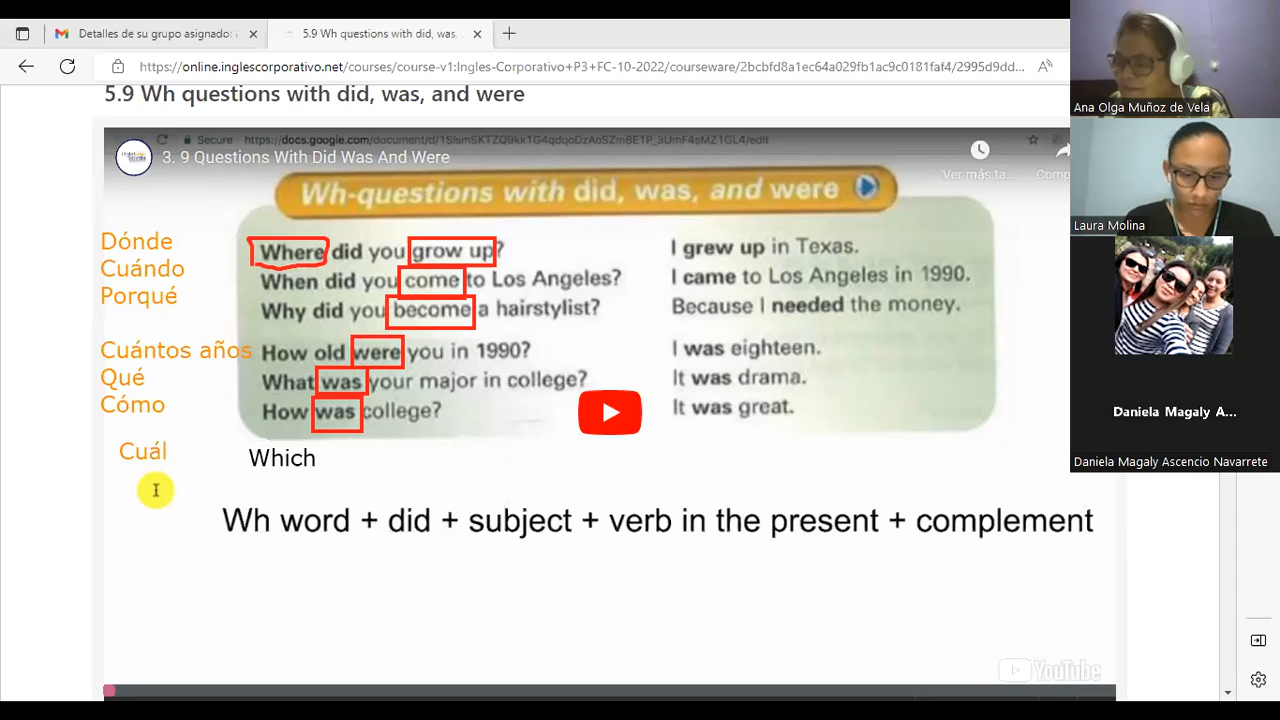 Detalles de su grupo asignado:
5.9 Wh questions with did, was,
https://online.inglescorporativo.net/courses/course-v1:Ingles-Corporativo+P3+FC-10-2022/courseware/2bcbfd8a1ec64a029fb1ac9c0181faf4/2995d9dd...
5.9 Wh questions with did, was, and were
Secure
3. 9 Questions With Did Was And Were
Ver más ta...
Comp
Wh-questions with did, was, and were
Dónde
Where did you grow up?
I grew up in Texas.
Cuándo
When did you come to Los Angeles?
I came to Los Angeles in 1990.
Porqué
Why did you become a hairstylist?
Because I needed the money.
Cuántos años
How old were you in 1990?
I was eighteen.
Qué
What was your major in college?
It was drama.
Cómo
How was college?
It was great.
Cuál
Which
Wh word + did + subject + verb in the present + complement
YouTube
Ana Olga Muñoz de Vela
Laura Molina
Daniela Magaly A...
Daniela Magaly Ascencio Navarrete